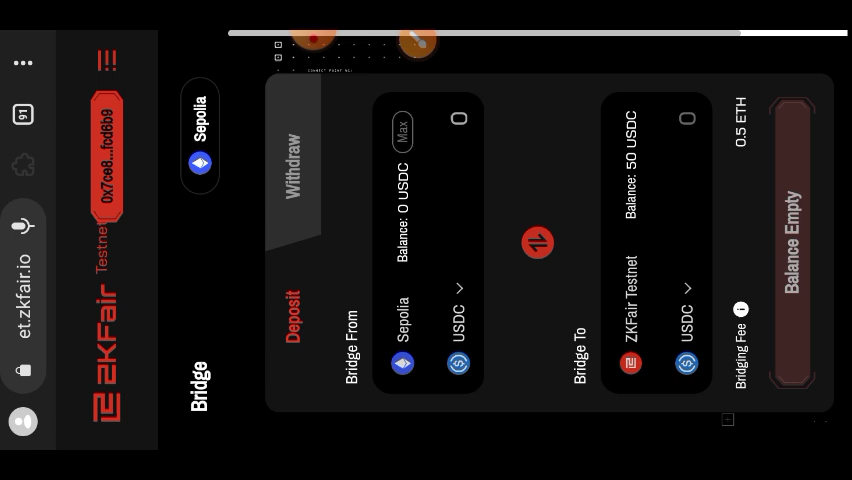 et.zkfair.io
91
ZKFair Testnet
0x7ce8...fcd6b9
Bridge
Sepolia
Deposit
Withdraw
Bridge From
Sepolia
Balance: 0 USDC
Max
USDC
0
Bridge To
ZKFair Testnet
Balance: 50 USDC
USDC
0
Bridging Fee
0.5 ETH
Balance Empty